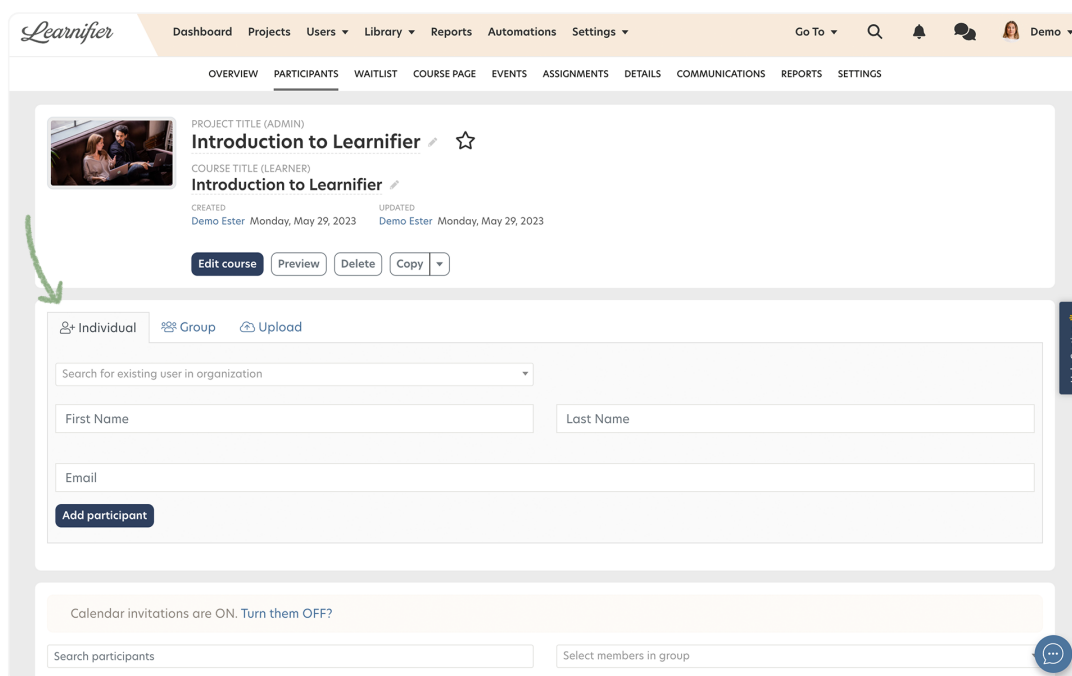 Learnifier Dashboard Projects Users Library Reports Automations Settings Go To Demo
OVERVIEW PARTICIPANTS WAITLIST COURSE PAGE EVENTS ASSIGNMENTS DETAILS COMMUNICATIONS REPORTS SETTINGS
PROJECT TITLE (ADMIN)
Introduction to Learnifier
COURSE TITLE (LEARNER)
Introduction to Learnifier
CREATED UPDATED
Demo Ester Monday, May 29, 2023 Demo Ester Monday, May 29, 2023
Edit course Preview Delete Copy
Individual Group Upload
Search for existing user in organization
First Name Last Name
Email
Add participant
Calendar invitations are ON. Turn them OFF?
Search participants Select members in group